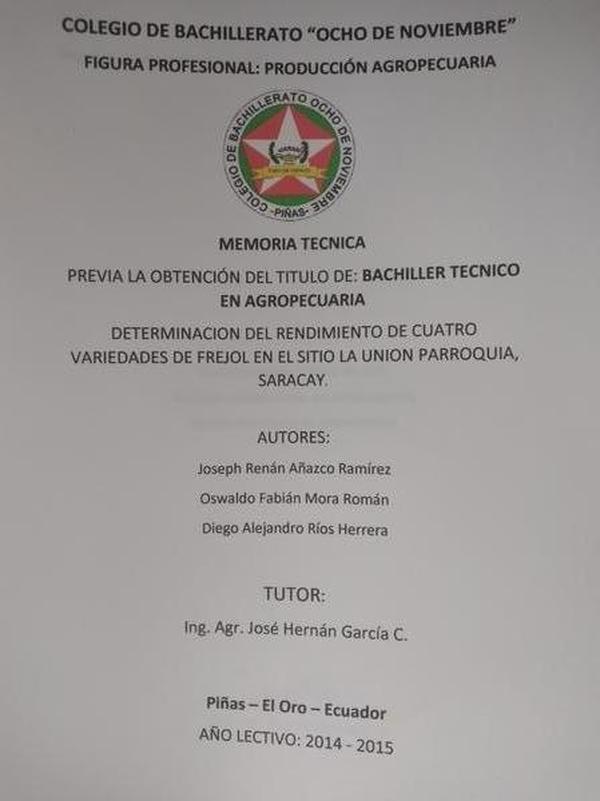 COLEGIO DE BACHILLERATO “OCHO DE NOVIEMBRE”
FIGURA PROFESIONAL: PRODUCCIÓN AGROPECUARIA
COLEGIO DE BACHILLERATO OCHO DE NOVIEMBRE
-PIÑAS-
MEMORIA TECNICA
PREVIA LA OBTENCIÓN DEL TITULO DE: BACHILLER TECNICO
EN AGROPECUARIA
DETERMINACION DEL RENDIMIENTO DE CUATRO
VARIEDADES DE FREJOL EN EL SITIO LA UNION PARROQUIA,
SARACAY.
AUTORES:
Joseph Renán Añazco Ramírez
Oswaldo Fabián Mora Román
Diego Alejandro Ríos Herrera
TUTOR:
Ing. Agr. José Hernán García C.
Piñas – El Oro – Ecuador
AÑO LECTIVO: 2014 - 2015